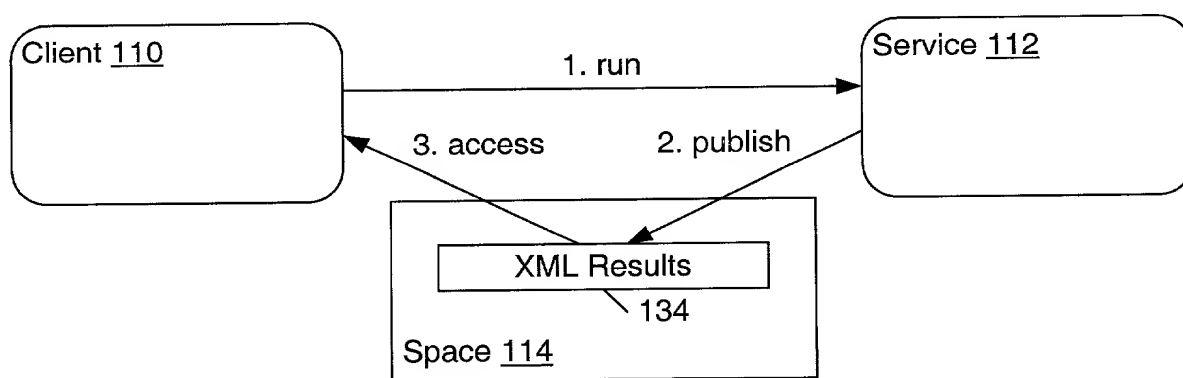 Client 110
Service 112
1. run
3. access
2. publish
XML Results
134
Space 114